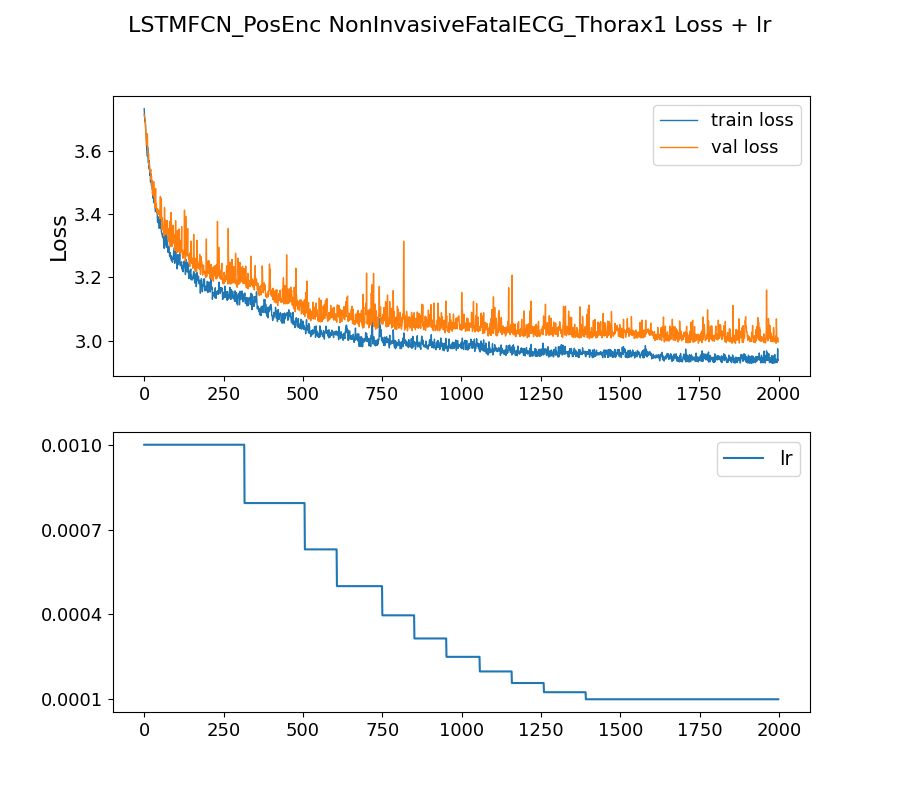 LSTMFCN_PosEnc NonInvasiveFatalECG_Thorax1 Loss + lr
train loss
val loss
Loss
3.6
3.4
3.2
3.0
0 250 500 750 1000 1250 1500 1750 2000
lr
0.0010
0.0007
0.0004
0.0001
0 250 500 750 1000 1250 1500 1750 2000